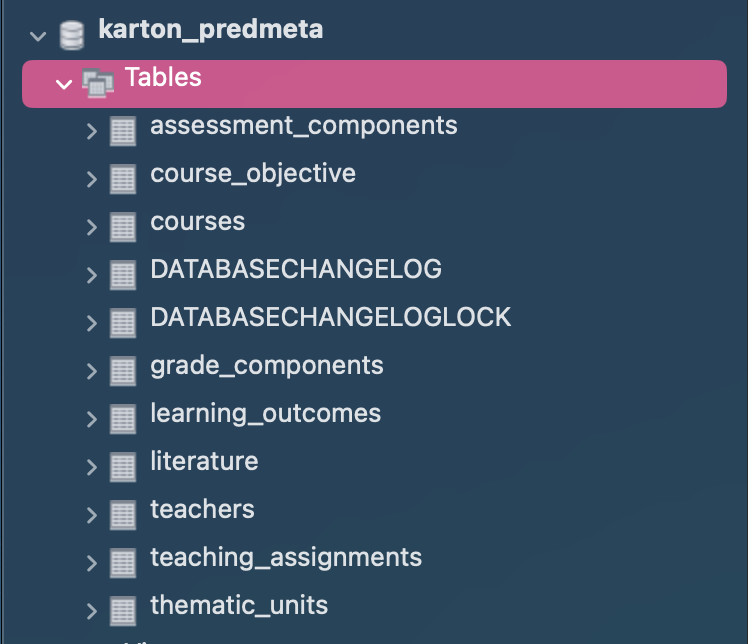 karton_predmeta
Tables
assessment_components
course_objective
courses
DATABASECHANGELOG
DATABASECHANGELOGLOCK
grade_components
learning_outcomes
literature
teachers
teaching_assignments
thematic_units